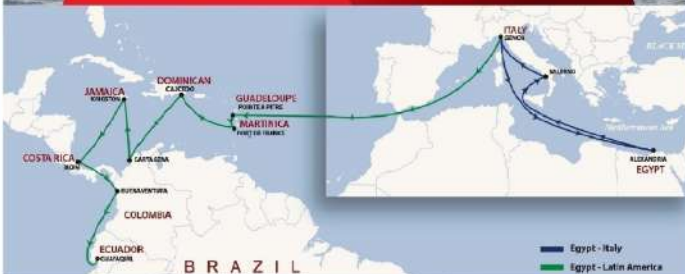 ITALY
GENOA
BLACK
SALERNO
JAMAICA
KINGSTON
DOMINICAN
CAUCEDO
GUADELOUPE
POINTE A PITRE
MARTINICA
FORT DE FRANCE
Mediterranean Sea
ALEXANDRIA
EGYPT
COSTA RICA
MOIN
CARTAGENA
BUENAVENTURA
COLOMBIA
ECUADOR
GUAYAQUIL
BRAZIL
Egypt - Italy
Egypt - Latin America